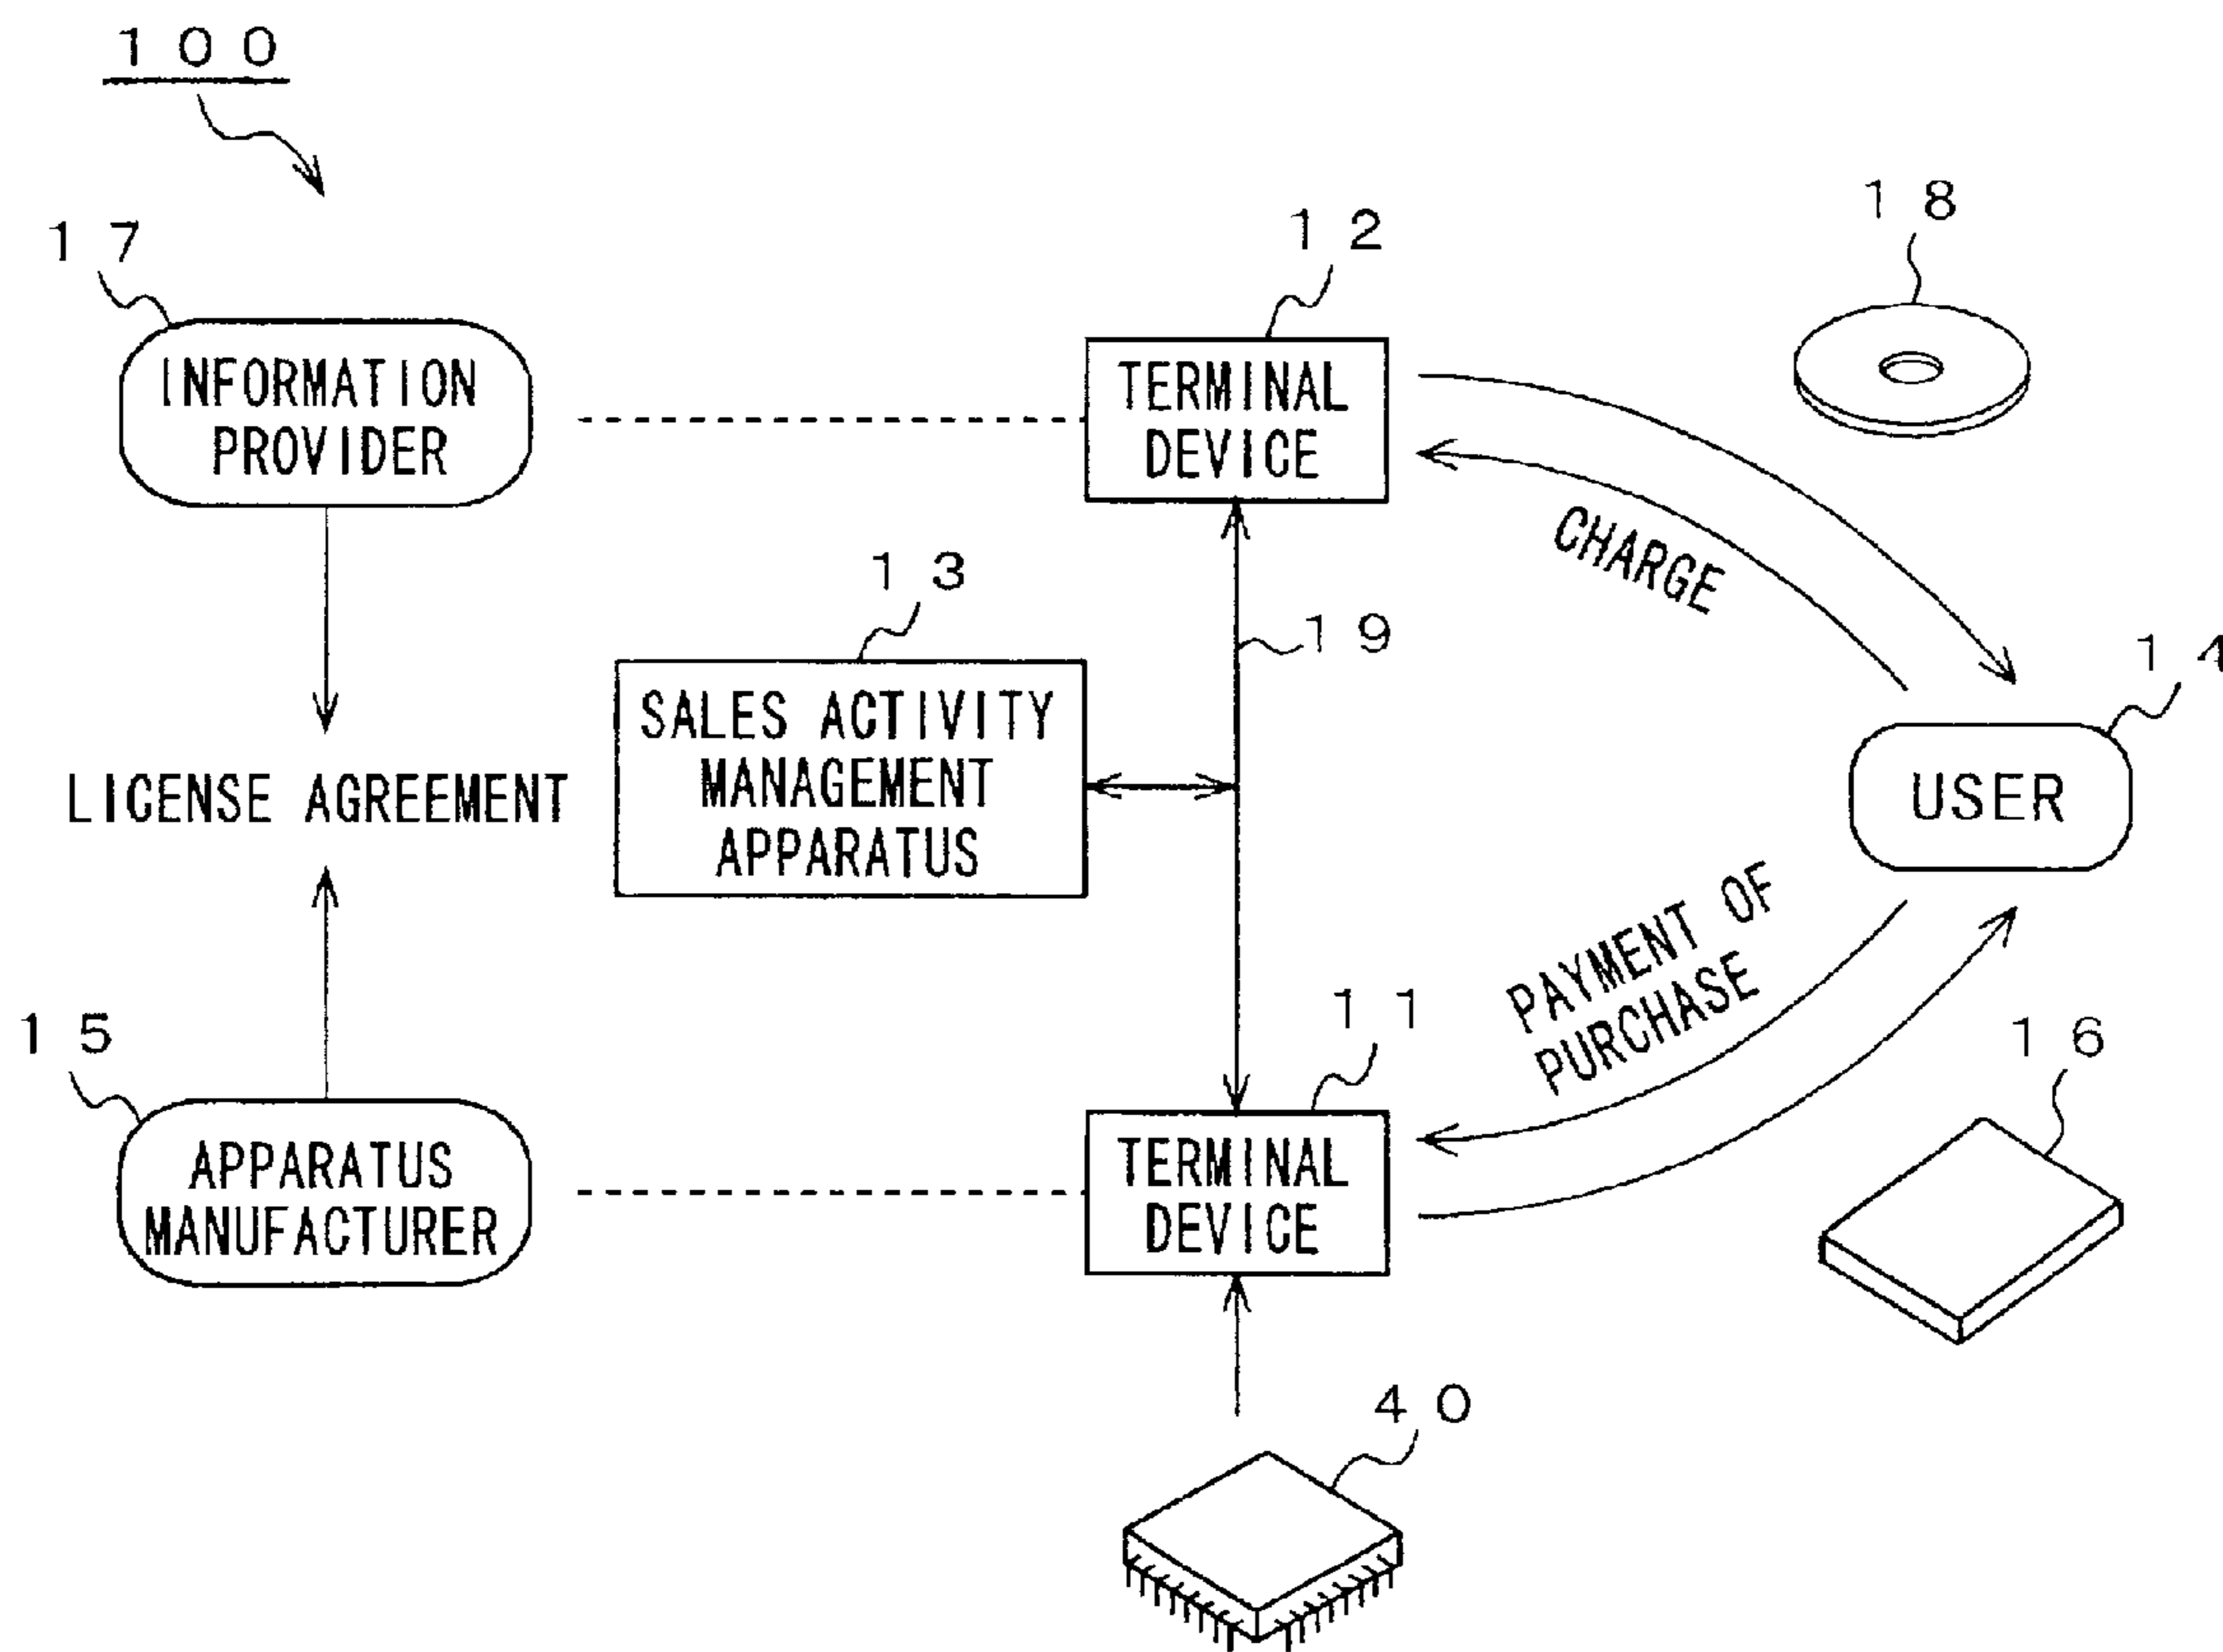 100
17
12
18
INFORMATION
PROVIDER
TERMINAL
DEVICE
CHARGE
13
19
14
SALES ACTIVITY
MANAGEMENT
APPARATUS
LICENSE AGREEMENT
USER
PAYMENT OF
PURCHASE
15
11
16
APPARATUS
MANUFACTURER
TERMINAL
DEVICE
40